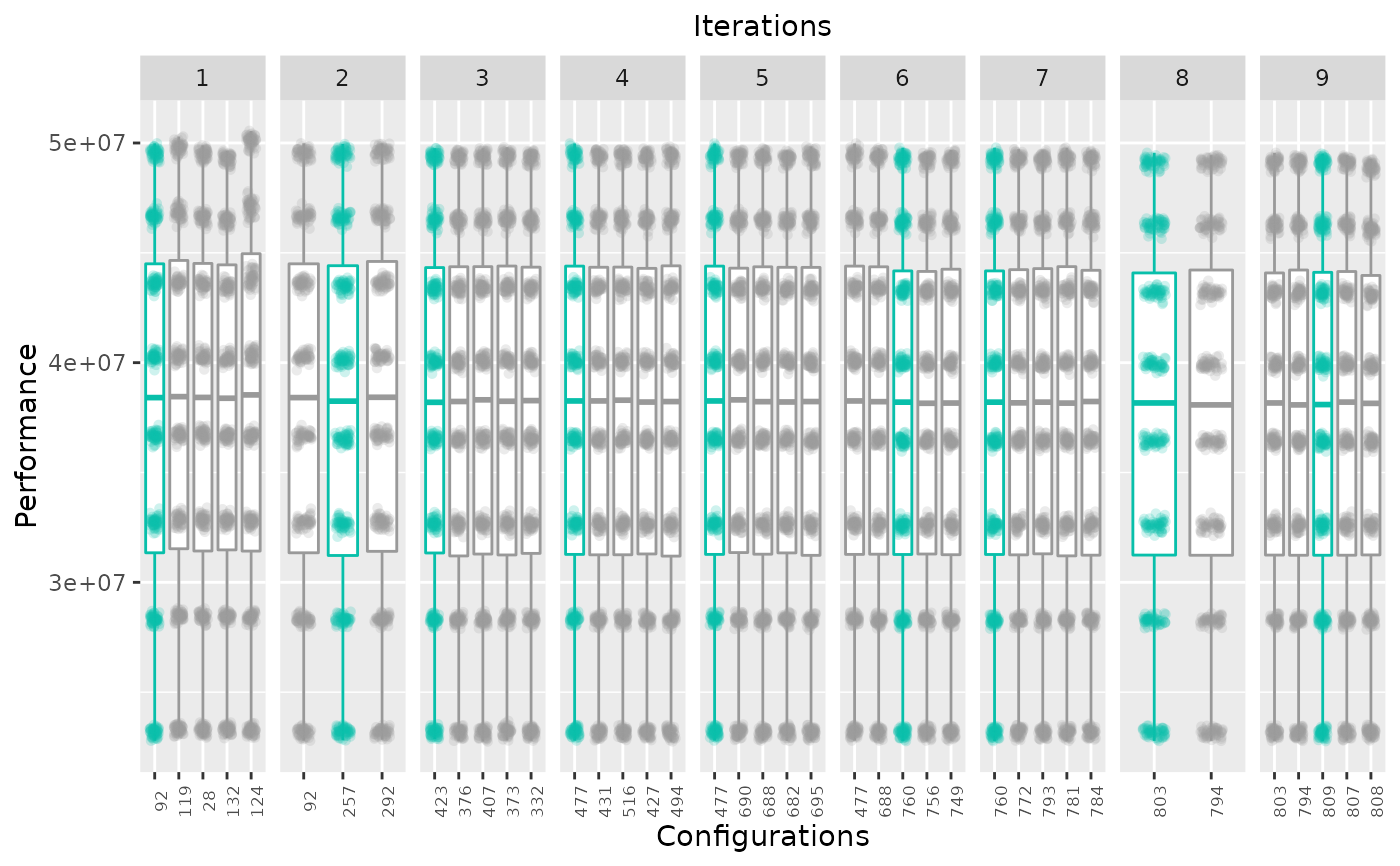 Iterations
1 2 3 4 5 6 7 8 9
Performance
5e+07
4e+07
3e+07
92 119 28 132 124 92 257 292 423 376 407 373 332 477 431 516 427 494 477 690 688 682 695 477 688 760 756 749 760 772 793 781 784 803 794 803 794 809 807 808
Configurations